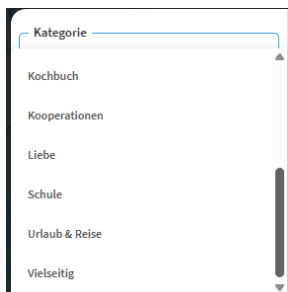 Kategorie
Kochbuch
Kooperationen
Liebe
Schule
Urlaub & Reise
Vielseitig